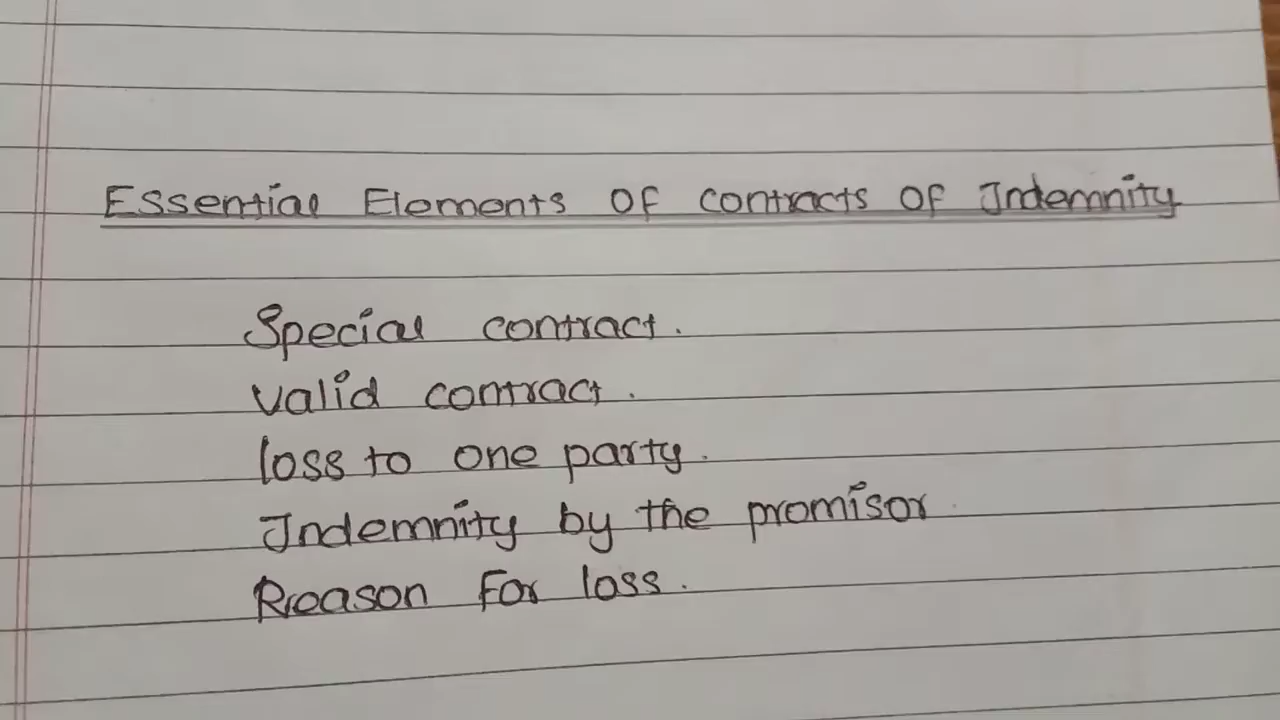 Essential Elements of contracts of Indemnity
Special contract.
valid contract.
loss to one party.
Indemnity by the promisor.
Reason for loss.